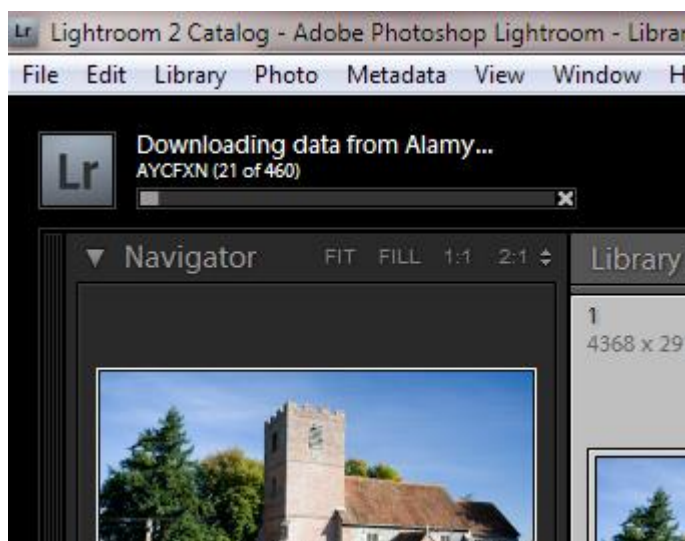 Lr Lightroom 2 Catalog - Adobe Photoshop Lightroom -
File Edit Library Photo Metadata View Window
Lr
Downloading data from Alamy...
AYCFXN (21 of 460)
Navigator FIT FILL 1:1 2:1
Library
1
4368 x 29